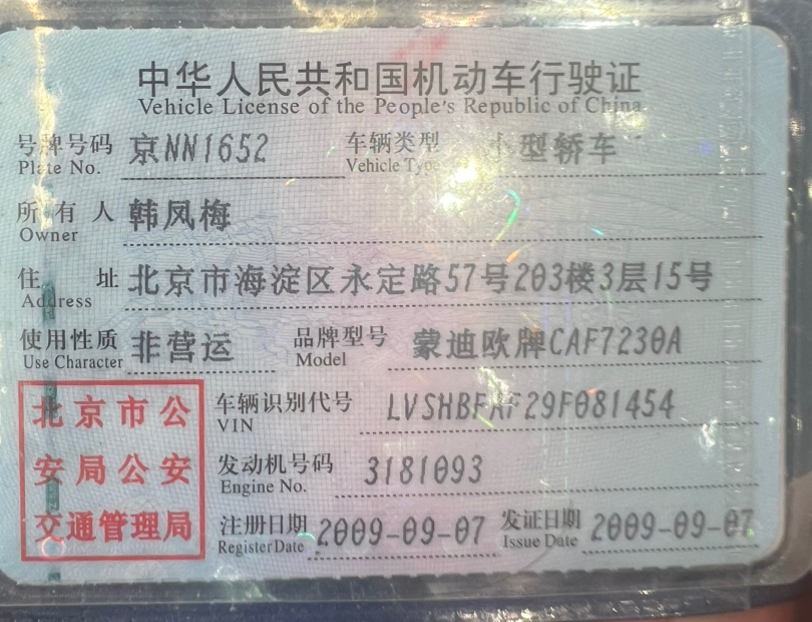 中华人民共和国机动车行驶证
Vehicle License of the People's Republic of China
号牌号码 京NN1652 车辆类型 小型轿车
Plate No. Vehicle Type
所有人 韩凤梅
Owner
住址 北京市海淀区永定路57号203楼3层15号
Address
使用性质 非营运 品牌型号 蒙迪欧牌CAF7230A
Use Character Model
北京市公 车辆识别代号 LVSHBFAF29F081454
VIN
安局公安 发动机号码 3181093
Engine No.
交通管理局 注册日期 2009-09-07 发证日期 2009-09-07
Register Date Issue Date